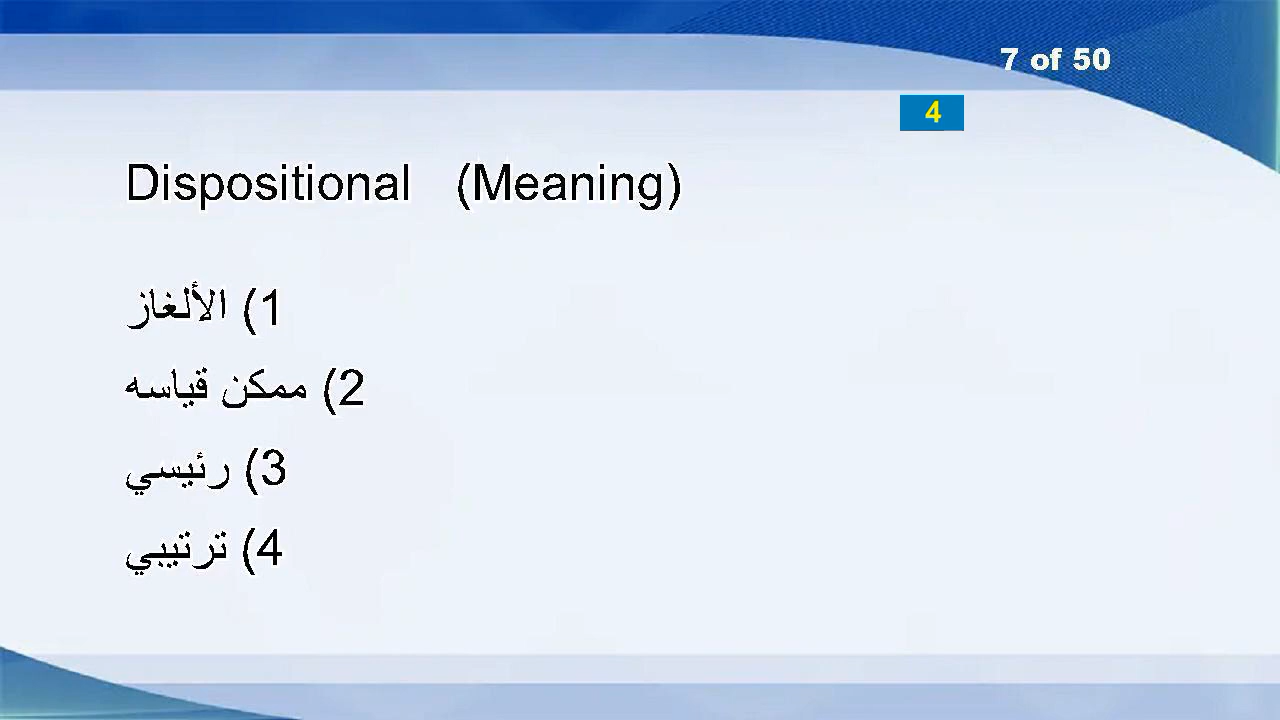 7 of 50
4
Dispositional (Meaning)
1) الألغاز
2) ممكن قياسه
3) رئيسي
4) ترتيبي